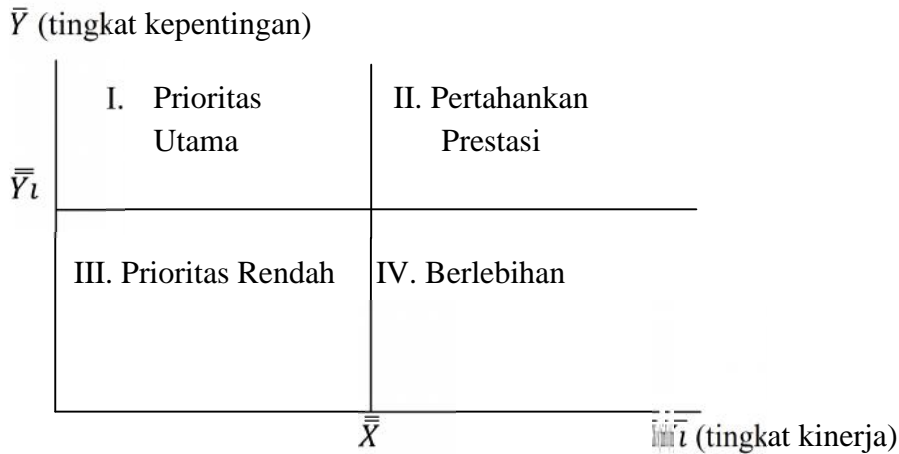 Ȳ (tingkat kepentingan)
I. Prioritas
Utama
II. Pertahankan
Prestasi
Y̿ı
III. Prioritas Rendah
IV. Berlebihan
X̿
ı (tingkat kinerja)